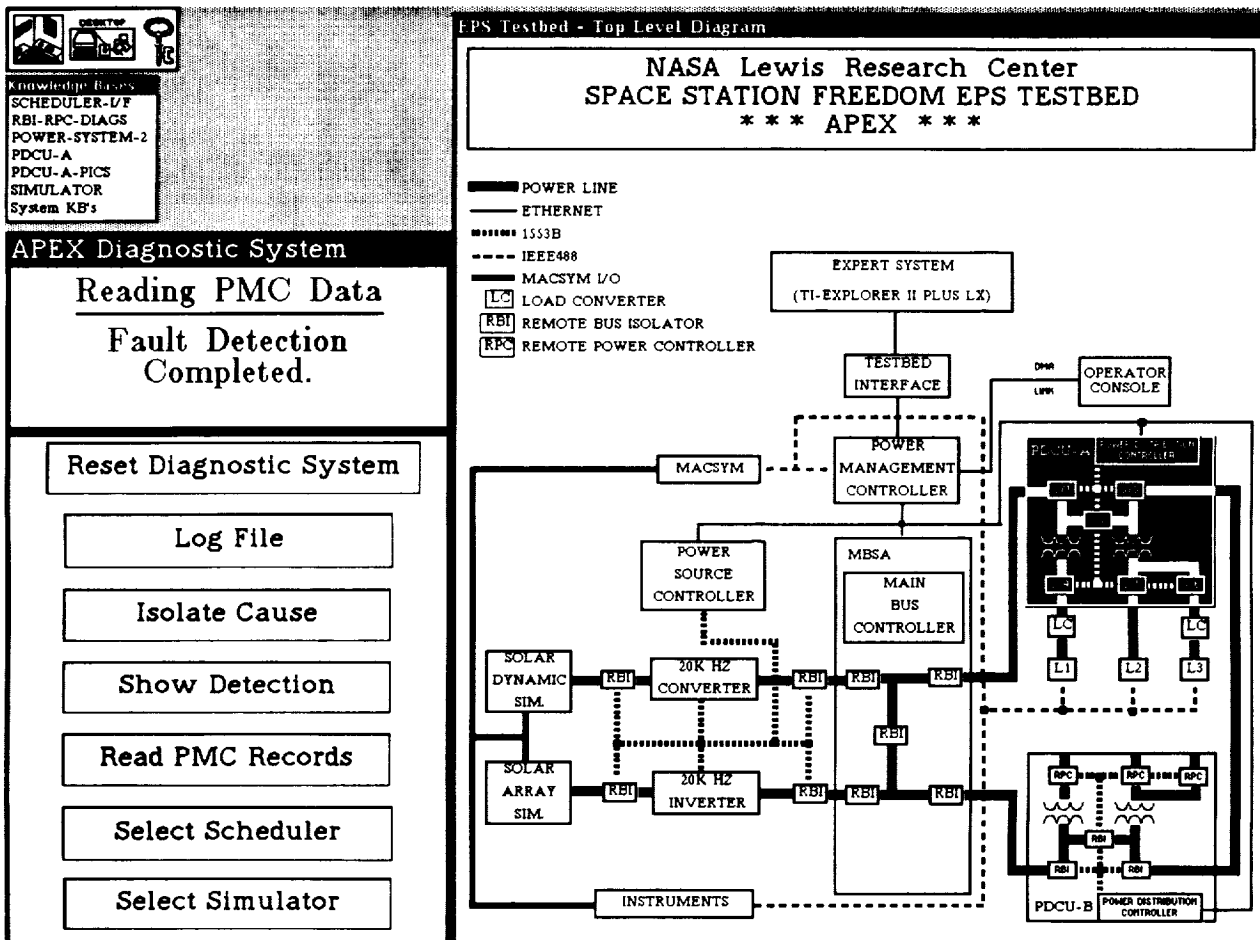 DESKTOP
Knowledge Bases
SCHEDULER-I/F
RBI-RPC-DIAGS
POWER-SYSTEM-2
PDCU-A
PDCU-A-PICS
SIMULATOR
System KB's
APEX Diagnostic System
Reading PMC Data
Fault Detection
Completed.
Reset Diagnostic System
Log File
Isolate Cause
Show Detection
Read PMC Records
Select Scheduler
Select Simulator
EPS Testbed - Top Level Diagram
NASA Lewis Research Center
SPACE STATION FREEDOM EPS TESTBED
* * * APEX * * *
POWER LINE
ETHERNET
1553B
IEEE488
MACSYM I/O
LC LOAD CONVERTER
RBI REMOTE BUS ISOLATOR
RPC REMOTE POWER CONTROLLER
EXPERT SYSTEM
(TI-EXPLORER II PLUS LX)
TESTBED
INTERFACE
DMA
LINK
OPERATOR
CONSOLE
MACSYM
POWER
MANAGEMENT
CONTROLLER
PDCU-A
CONTROLLER
POWER
SOURCE
CONTROLLER
MBSA
MAIN
BUS
CONTROLLER
LC
LC
L1
L2
L3
SOLAR
DYNAMIC
SIM.
RBI
20K HZ
CONVERTER
RBI
RBI
RBI
RBI
SOLAR
ARRAY
SIM.
RBI
20K HZ
INVERTER
RBI
RBI
RBI
RPC
RPC
RPC
RBI
RBI
RBI
PDCU-B
POWER DISTRIBUTION
CONTROLLER
INSTRUMENTS